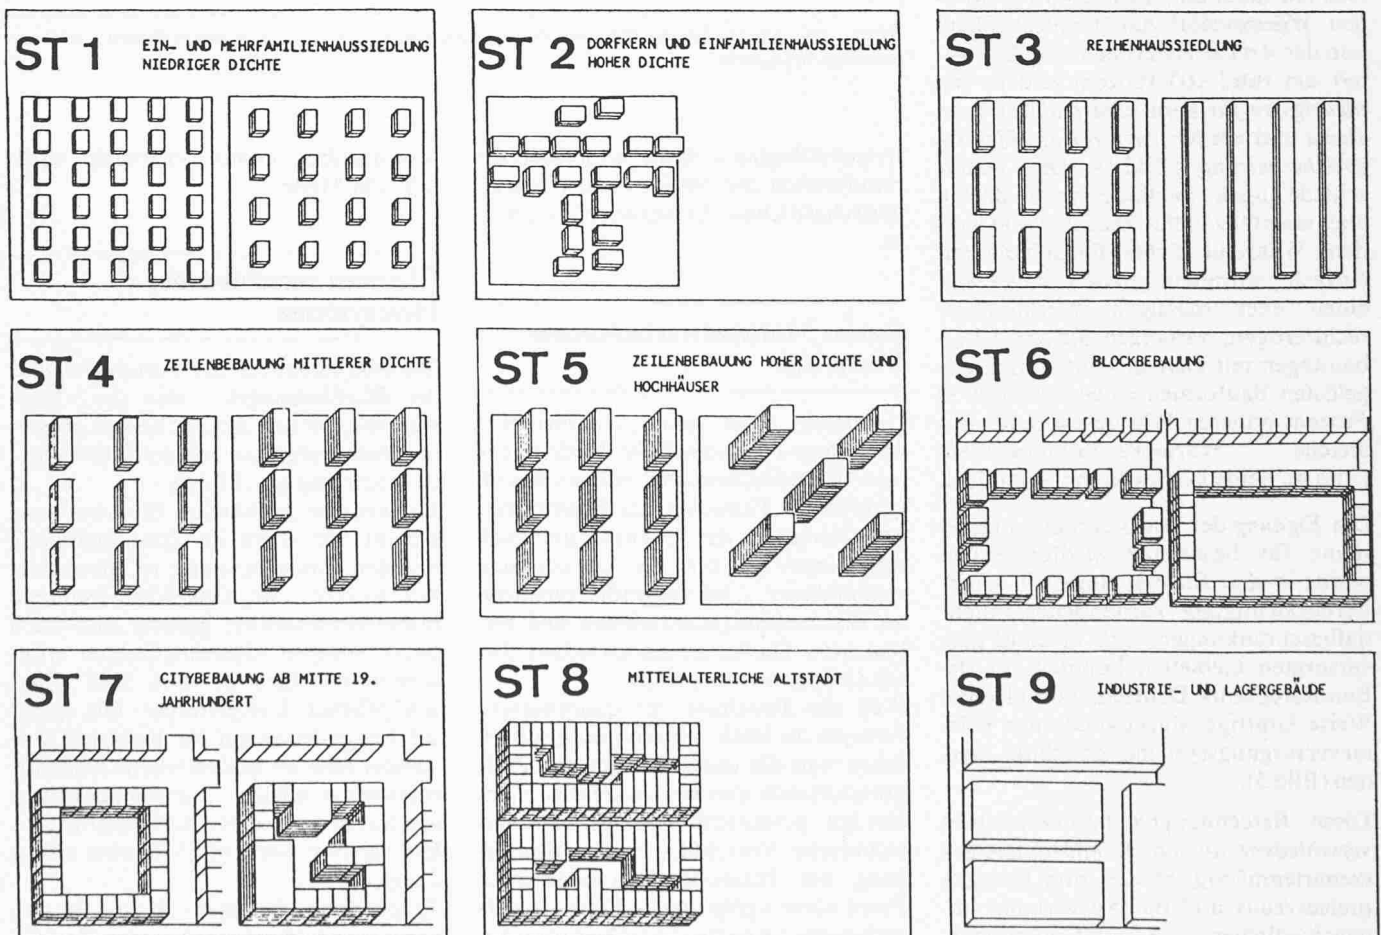 ST 1 EIN- UND MEHRFAMILIENHAUSSIEDLUNG
NIEDRIGER DICHTE
ST 2 DORFKERN UND EINFAMILIENHAUSSIEDLUNG
HOHER DICHTE
ST 3 REIHENHAUSSIEDLUNG
ST 4 ZEILENBEBAUUNG MITTLERER DICHTE
ST 5 ZEILENBEBAUUNG HOHER DICHTE UND
HOCHHÄUSER
ST 6 BLOCKBEBAUUNG
ST 7 CITYBEBAUUNG AB MITTE 19.
JAHRHUNDERT
ST 8 MITTELALTERLICHE ALTSTADT
ST 9 INDUSTRIE- UND LAGERGEBÄUDE